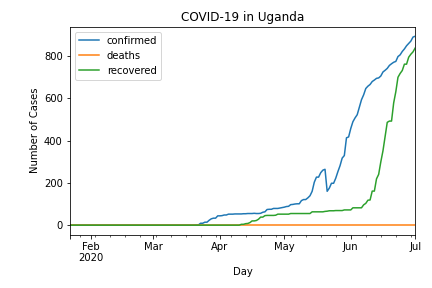 COVID-19 in Uganda
confirmed
deaths
recovered
Number of Cases
800
600
400
200
0
Feb Mar Apr May Jun Jul
2020
Day